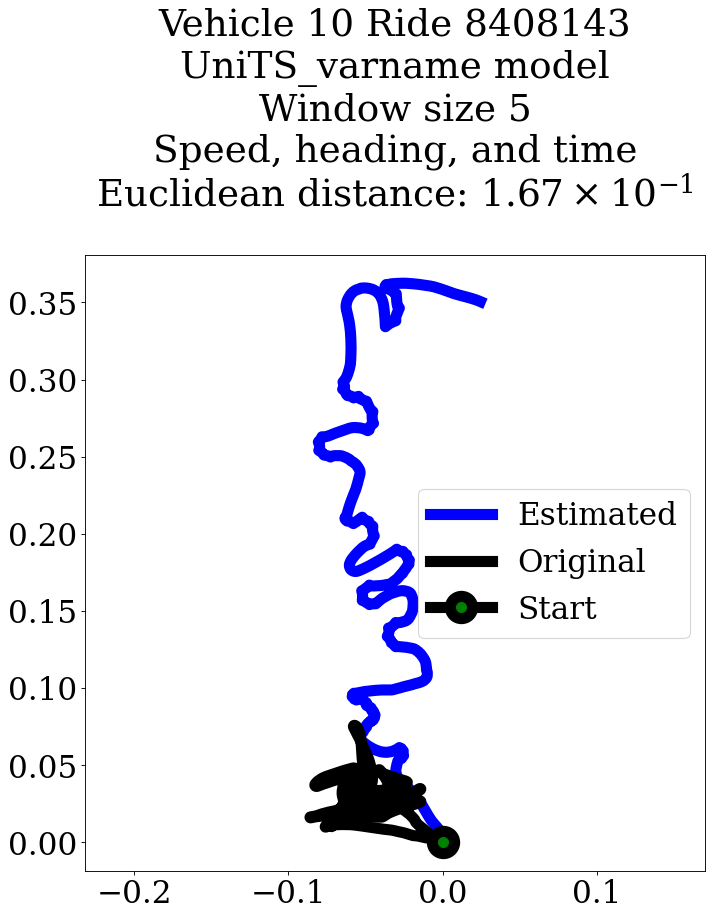 Vehicle 10 Ride 8408143
UniTS_varname model
Window size 5
Speed, heading, and time
Euclidean distance: 1.67 × 10⁻¹
0.35
0.30
0.25
0.20
0.15
0.10
0.05
0.00
Estimated
Original
Start
−0.2
−0.1
0.0
0.1